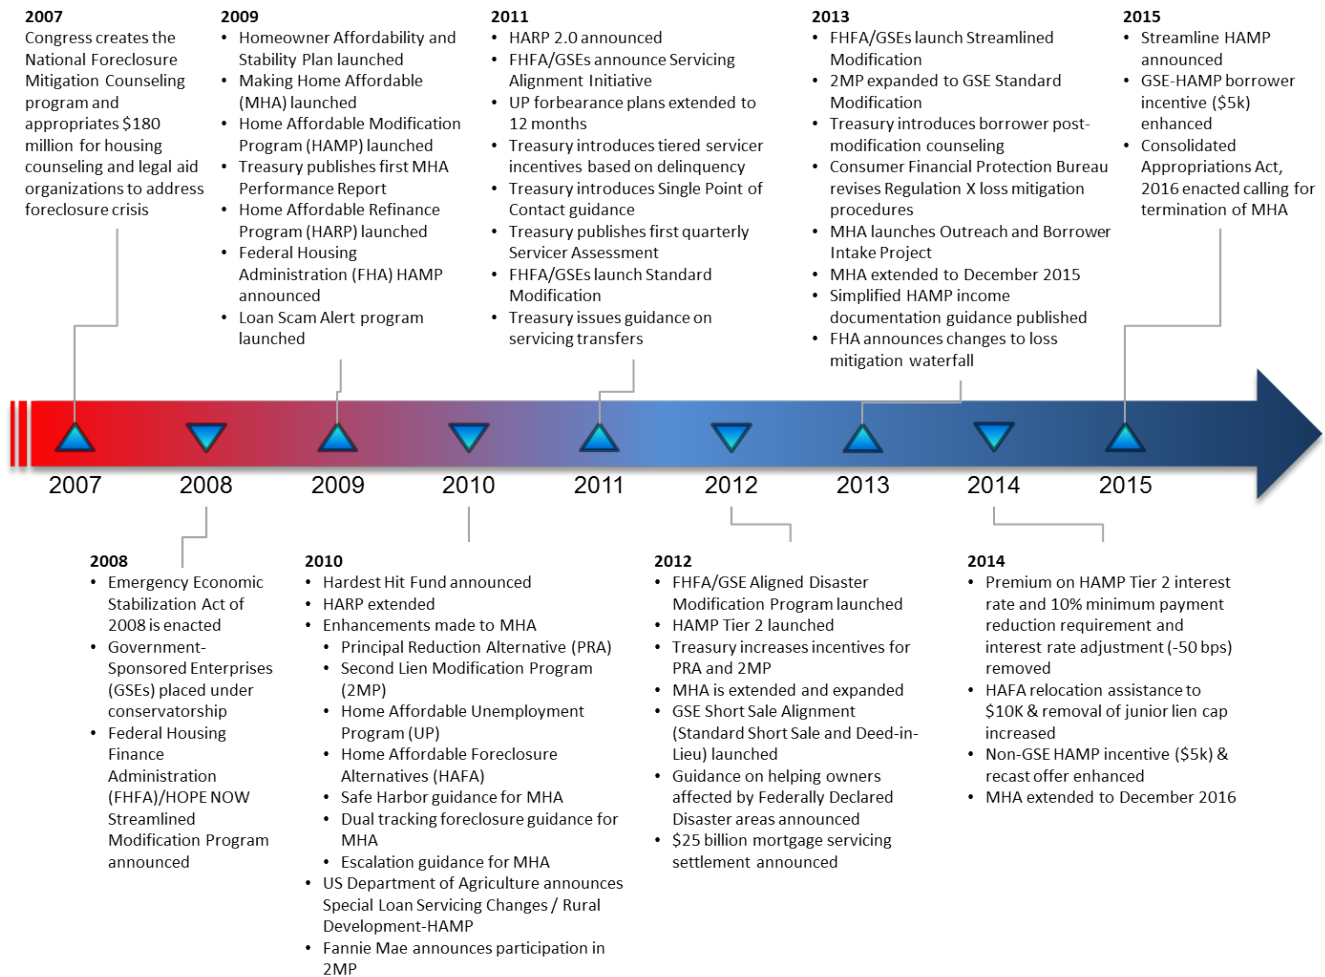 2007
Congress creates the
National Foreclosure
Mitigation Counseling
program and
appropriates $180
million for housing
counseling and legal aid
organizations to address
foreclosure crisis
2009
• Homeowner Affordability and
Stability Plan launched
• Making Home Affordable
(MHA) launched
• Home Affordable Modification
Program (HAMP) launched
• Treasury publishes first MHA
Performance Report
• Home Affordable Refinance
Program (HARP) launched
• Federal Housing
Administration (FHA) HAMP
announced
• Loan Scam Alert program
launched
2011
• HARP 2.0 announced
• FHFA/GSEs announce Servicing
Alignment Initiative
• UP forbearance plans extended to
12 months
• Treasury introduces tiered servicer
incentives based on delinquency
• Treasury introduces Single Point of
Contact guidance
• Treasury publishes first quarterly
Servicer Assessment
• FHFA/GSEs launch Standard
Modification
• Treasury issues guidance on
servicing transfers
2013
• FHFA/GSEs launch Streamlined
Modification
• 2MP expanded to GSE Standard
Modification
• Treasury introduces borrower post-
modification counseling
• Consumer Financial Protection Bureau
revises Regulation X loss mitigation
procedures
• MHA launches Outreach and Borrower
Intake Project
• MHA extended to December 2015
• Simplified HAMP income
documentation guidance published
• FHA announces changes to loss
mitigation waterfall
2015
• Streamline HAMP
announced
• GSE-HAMP borrower
incentive ($5k)
enhanced
• Consolidated
Appropriations Act,
2016 enacted calling for
termination of MHA
2007 2008 2009 2010 2011 2012 2013 2014 2015
2008
• Emergency Economic
Stabilization Act of
2008 is enacted
• Government-
Sponsored Enterprises
(GSEs) placed under
conservatorship
• Federal Housing
Finance
Administration
(FHFA)/HOPE NOW
Streamlined
Modification Program
announced
2010
• Hardest Hit Fund announced
• HARP extended
• Enhancements made to MHA
• Principal Reduction Alternative (PRA)
• Second Lien Modification Program
(2MP)
• Home Affordable Unemployment
Program (UP)
• Home Affordable Foreclosure
Alternatives (HAFA)
• Safe Harbor guidance for MHA
• Dual tracking foreclosure guidance for
MHA
• Escalation guidance for MHA
• US Department of Agriculture announces
Special Loan Servicing Changes / Rural
Development-HAMP
• Fannie Mae announces participation in
2MP
2012
• FHFA/GSE Aligned Disaster
Modification Program launched
• HAMP Tier 2 launched
• Treasury increases incentives for
PRA and 2MP
• MHA is extended and expanded
• GSE Short Sale Alignment
(Standard Short Sale and Deed-in-
Lieu) launched
• Guidance on helping owners
affected by Federally Declared
Disaster areas announced
• $25 billion mortgage servicing
settlement announced
2014
• Premium on HAMP Tier 2 interest
rate and 10% minimum payment
reduction requirement and
interest rate adjustment (-50 bps)
removed
• HAFA relocation assistance to
$10K & removal of junior lien cap
increased
• Non-GSE HAMP incentive ($5k) &
recast offer enhanced
• MHA extended to December 2016